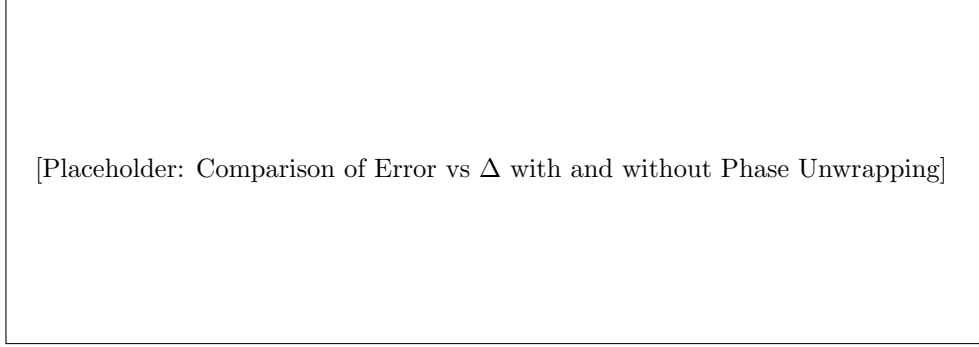 [Placeholder: Comparison of Error vs Δ with and without Phase Unwrapping]